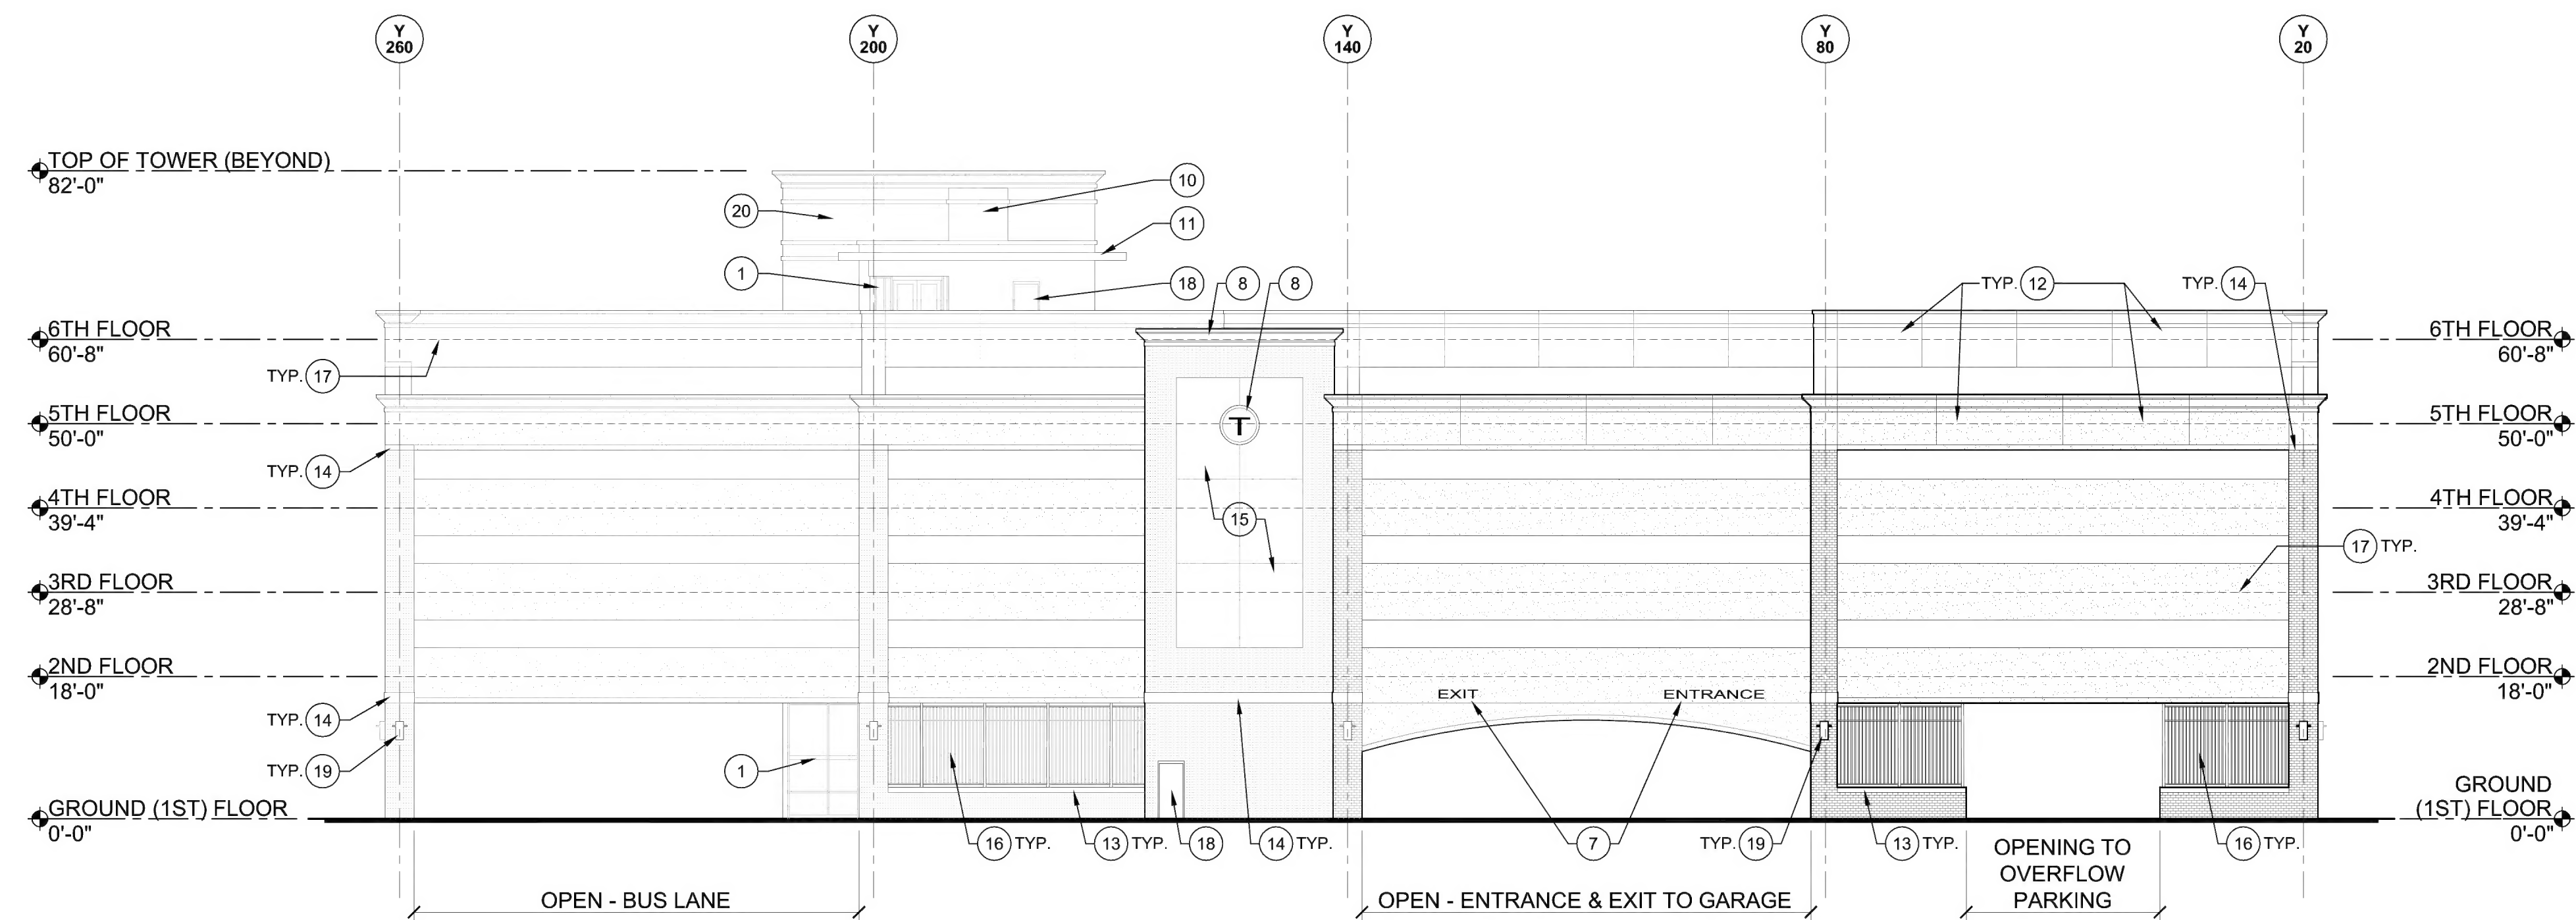 Y
260
Y
200
Y
140
Y
80
Y
20
TOP OF TOWER (BEYOND)
82'-0"
10
20
11
1
18
8
8
TYP. 12
TYP. 14
6TH FLOOR
60'-8"
6TH FLOOR
60'-8"
TYP. 17
5TH FLOOR
50'-0"
T
5TH FLOOR
50'-0"
TYP. 14
4TH FLOOR
39'-4"
15
4TH FLOOR
39'-4"
17 TYP.
3RD FLOOR
28'-8"
3RD FLOOR
28'-8"
2ND FLOOR
18'-0"
2ND FLOOR
18'-0"
EXIT
ENTRANCE
TYP. 14
TYP. 19
1
GROUND (1ST) FLOOR
0'-0"
GROUND
(1ST) FLOOR
0'-0"
16 TYP.
13 TYP.
18
14 TYP.
7
TYP. 19
13 TYP.
16 TYP.
OPEN - BUS LANE
OPEN - ENTRANCE & EXIT TO GARAGE
OPENING TO
OVERFLOW
PARKING